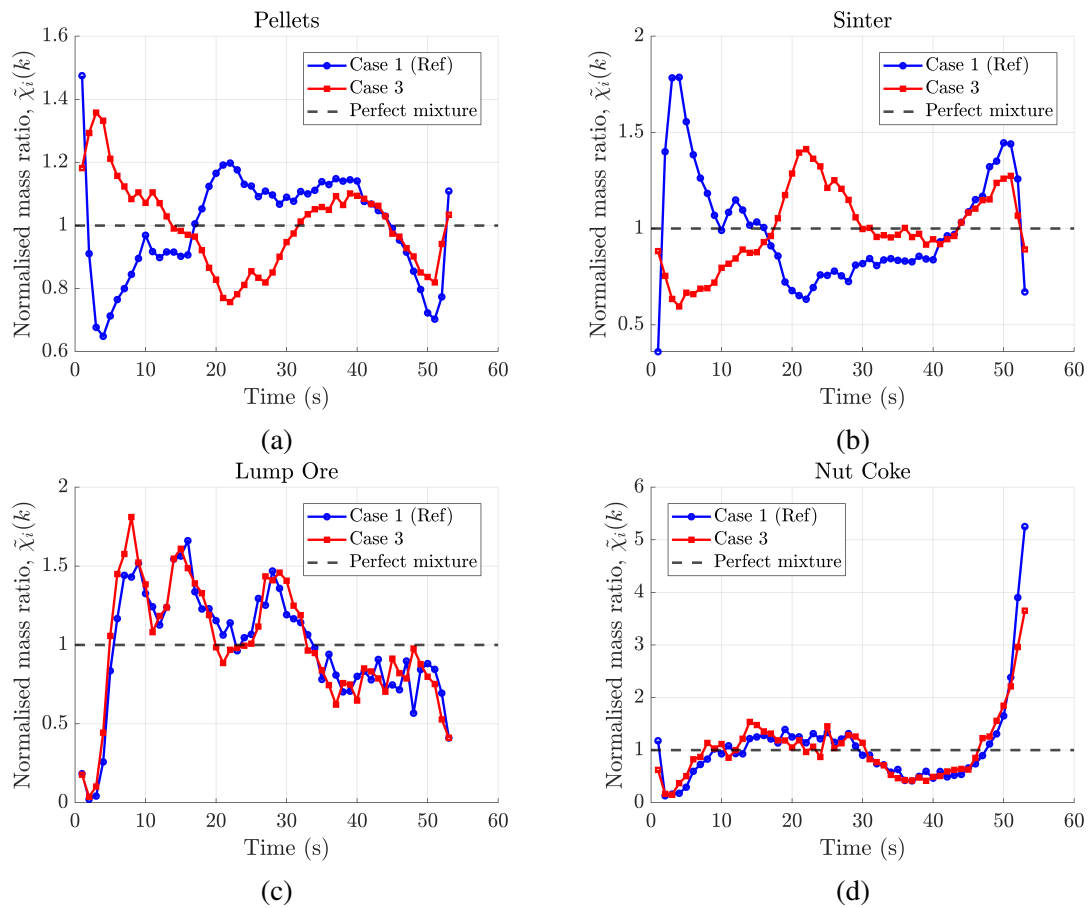 Pellets
Normalised mass ratio, χ̃ᵢ(k)
1.6
1.4
1.2
1
0.8
0.6
0 10 20 30 40 50 60
Time (s)
Case 1 (Ref)
Case 3
Perfect mixture
(a)
Sinter
Normalised mass ratio, χ̃ᵢ(k)
2
1.5
1
0.5
0 10 20 30 40 50 60
Time (s)
Case 1 (Ref)
Case 3
Perfect mixture
(b)
Lump Ore
Normalised mass ratio, χ̃ᵢ(k)
2
1.5
1
0.5
0
0 10 20 30 40 50 60
Time (s)
Case 1 (Ref)
Case 3
Perfect mixture
(c)
Nut Coke
Normalised mass ratio, χ̃ᵢ(k)
6
5
4
3
2
1
0
0 10 20 30 40 50 60
Time (s)
Case 1 (Ref)
Case 3
Perfect mixture
(d)